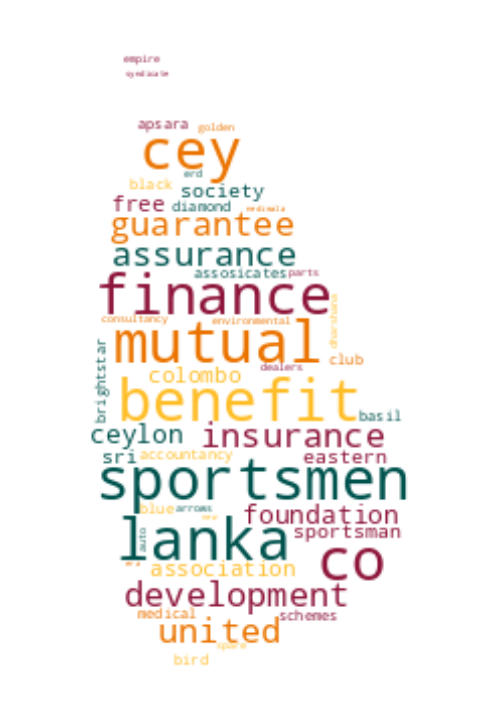 empire
syndicate
apsara golden
cey
erd
black society
free diamond
guarantee
assurance
assosicates parts
finance
consultancy environmental dharshana
mutual
club
dealers
brightstar colombo
benefit basil
ceylon insurance
sri accountancy eastern
sportsmen
blue arrows foundation
lanka sportsman
auto
co
association
development
medical schemes
united
spare
bird